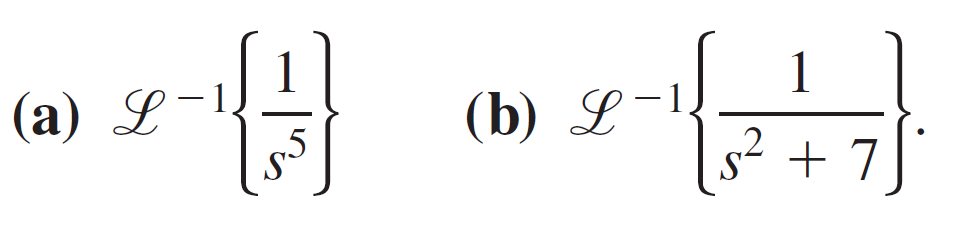 (a) ℒ⁻¹{1/s⁵} (b) ℒ⁻¹{1/(s² + 7)}.